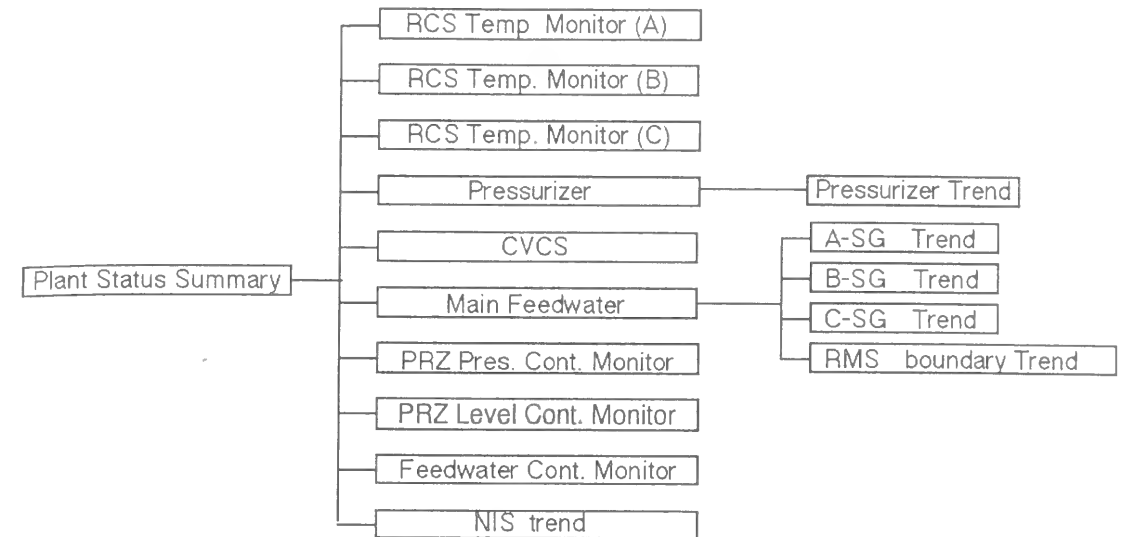 RCS Temp Monitor (A)
RCS Temp. Monitor (B)
RCS Temp. Monitor (C)
Pressurizer
Pressurizer Trend
CVCS
A-SG Trend
Plant Status Summary
B-SG Trend
Main Feedwater
C-SG Trend
RMS boundary Trend
PRZ Pres. Cont. Monitor
PRZ Level Cont. Monitor
Feedwater Cont. Monitor
NIS trend